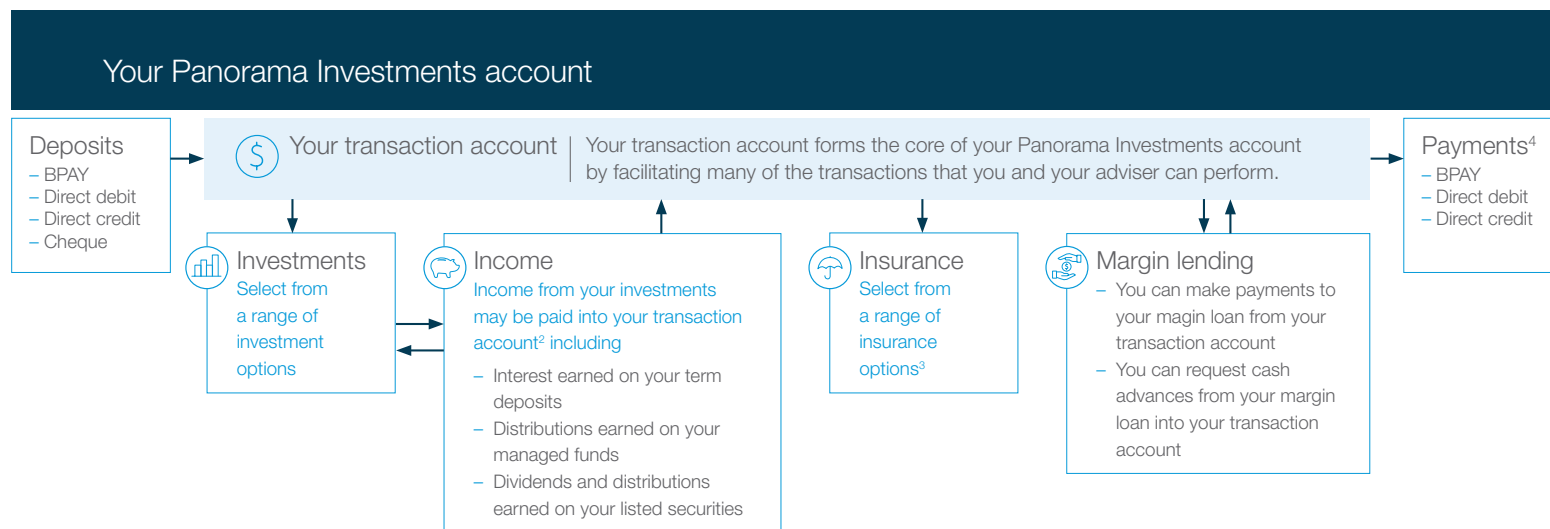 Your Panorama Investments account
Deposits
– BPAY
– Direct debit
– Direct credit
– Cheque
$ Your transaction account
Your transaction account forms the core of your Panorama Investments account
by facilitating many of the transactions that you and your adviser can perform.
Payments⁴
– BPAY
– Direct debit
– Direct credit
Investments
Select from
a range of
investment
options
Income
Income from your investments
may be paid into your transaction
account² including
– Interest earned on your term
deposits
– Distributions earned on your
managed funds
– Dividends and distributions
earned on your listed securities
Insurance
Select from
a range of
insurance
options³
$
Margin lending
– You can make payments to
your magin loan from your
transaction account
– You can request cash
advances from your margin
loan into your transaction
account